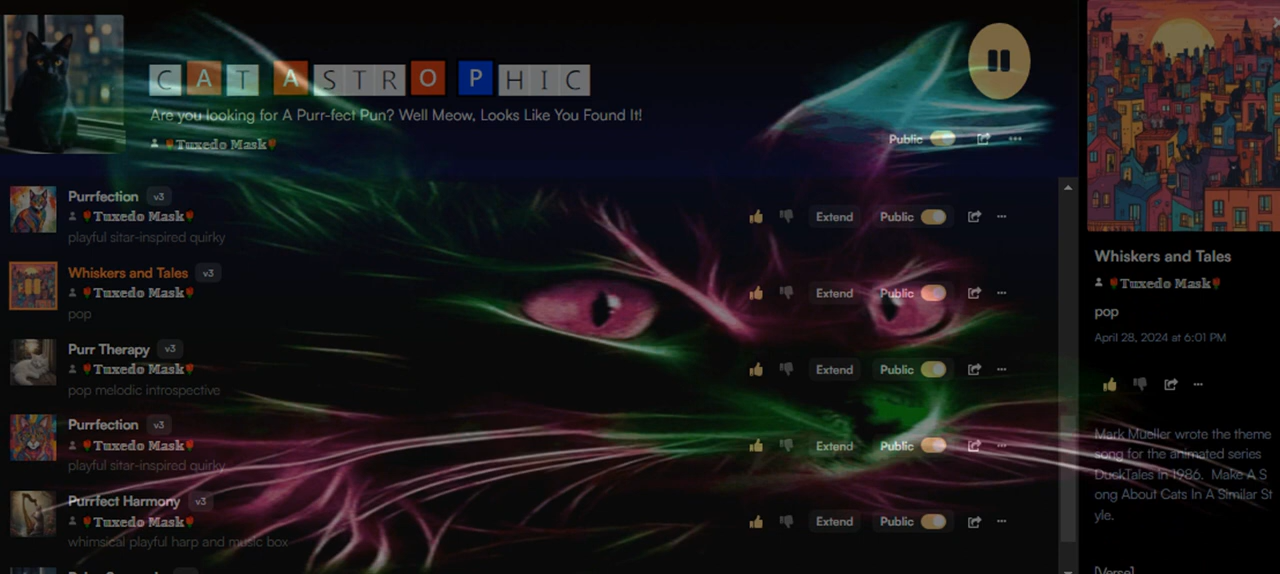 CAT ASTROPHIC
Are you looking for A Purr-fect Pun? Well Meow, Looks Like You Found It!
🌹Tuxedo Mask🌹
Public
Purrfection v3
🌹Tuxedo Mask🌹
playful sitar-inspired quirky
Extend Public
Whiskers and Tales v3
🌹Tuxedo Mask🌹
pop
Extend Public
Purr Therapy v3
🌹Tuxedo Mask🌹
pop melodic introspective
Extend Public
Purrfection v3
🌹Tuxedo Mask🌹
playful sitar-inspired quirky
Extend Public
Purrfect Harmony v3
🌹Tuxedo Mask🌹
whimsical playful harp and music box
Extend Public
Whiskers and Tales
🌹Tuxedo Mask🌹
pop
April 28, 2024 at 6:01 PM
Mark Mueller wrote the theme
song for the animated series
DuckTales in 1986. Make A S
ong About Cats In A Similar St
yle.
[Verse]